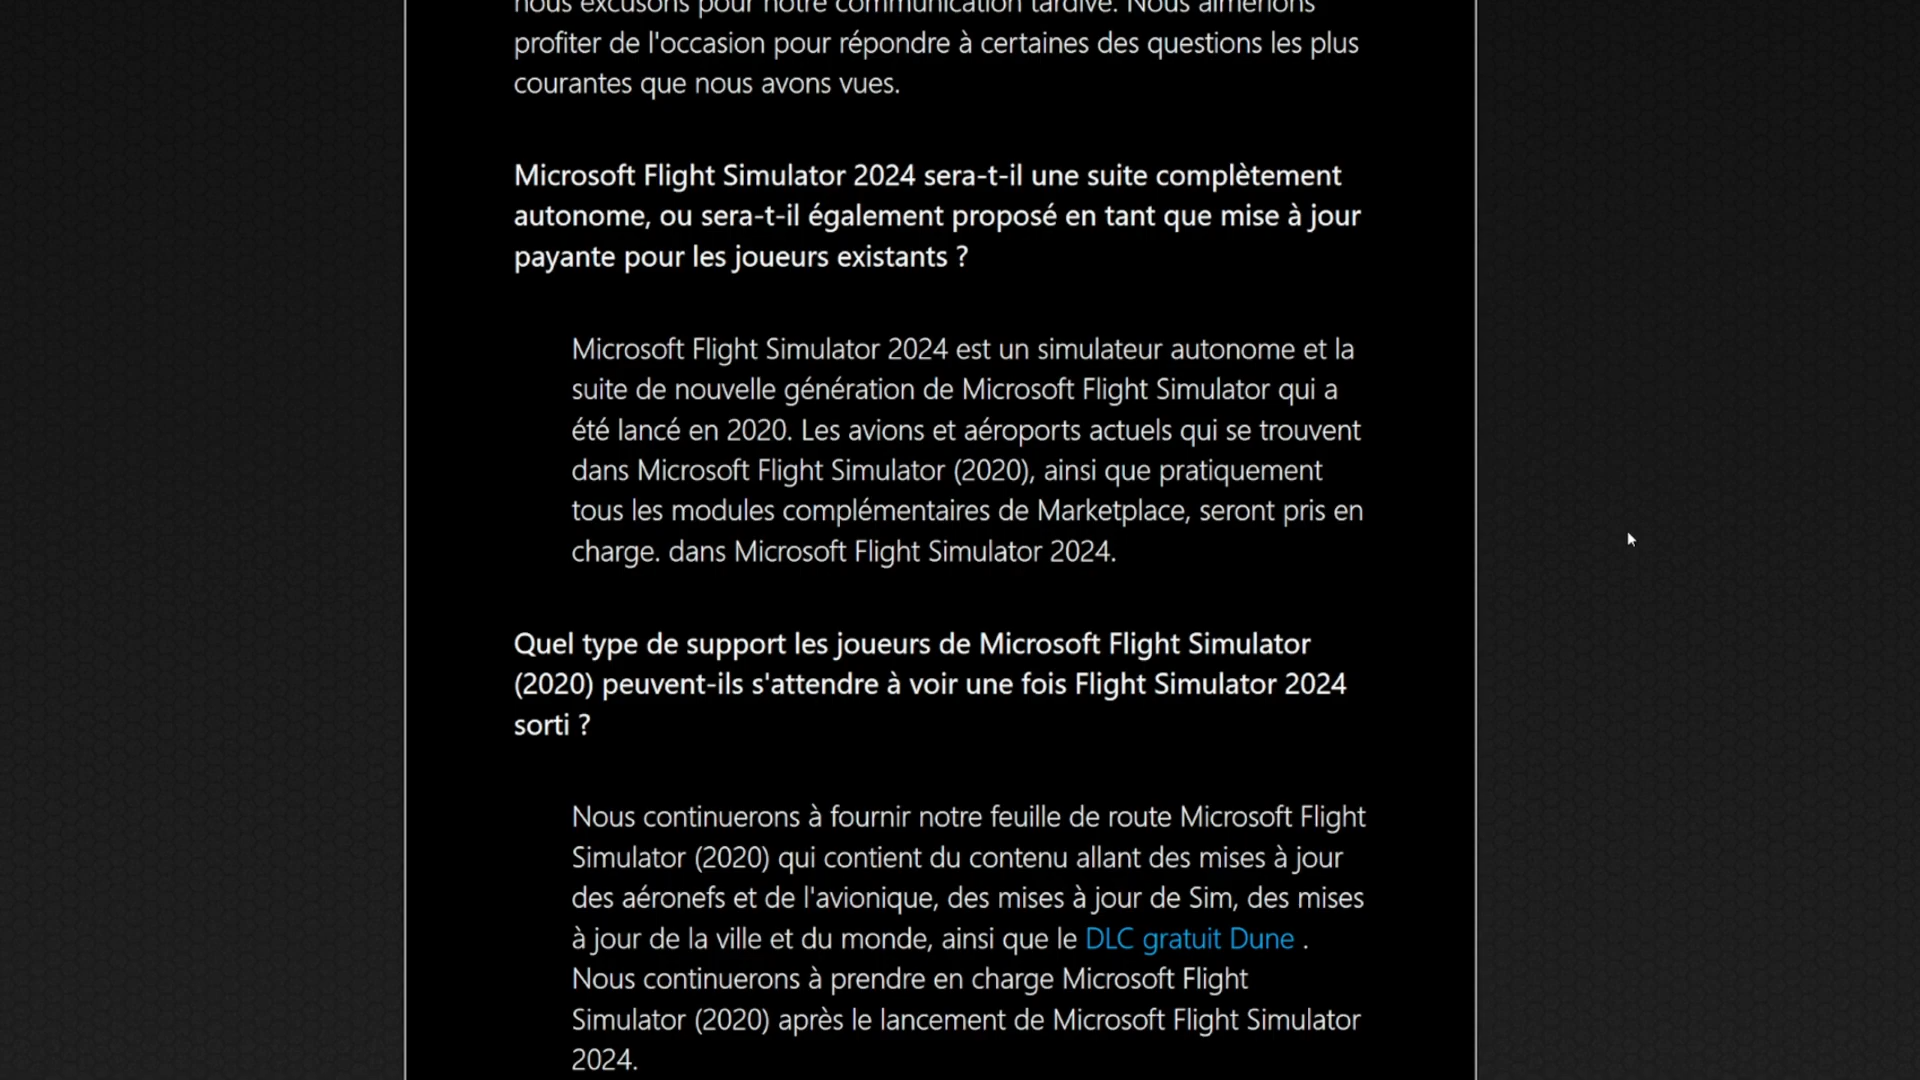 nous excusons pour notre communication tardive. Nous aimerions
profiter de l'occasion pour répondre à certaines des questions les plus
courantes que nous avons vues.
Microsoft Flight Simulator 2024 sera-t-il une suite complètement
autonome, ou sera-t-il également proposé en tant que mise à jour
payante pour les joueurs existants ?
Microsoft Flight Simulator 2024 est un simulateur autonome et la
suite de nouvelle génération de Microsoft Flight Simulator qui a
été lancé en 2020. Les avions et aéroports actuels qui se trouvent
dans Microsoft Flight Simulator (2020), ainsi que pratiquement
tous les modules complémentaires de Marketplace, seront pris en
charge. dans Microsoft Flight Simulator 2024.
Quel type de support les joueurs de Microsoft Flight Simulator
(2020) peuvent-ils s'attendre à voir une fois Flight Simulator 2024
sorti ?
Nous continuerons à fournir notre feuille de route Microsoft Flight
Simulator (2020) qui contient du contenu allant des mises à jour
des aéronefs et de l'avionique, des mises à jour de Sim, des mises
à jour de la ville et du monde, ainsi que le DLC gratuit Dune .
Nous continuerons à prendre en charge Microsoft Flight
Simulator (2020) après le lancement de Microsoft Flight Simulator
2024.